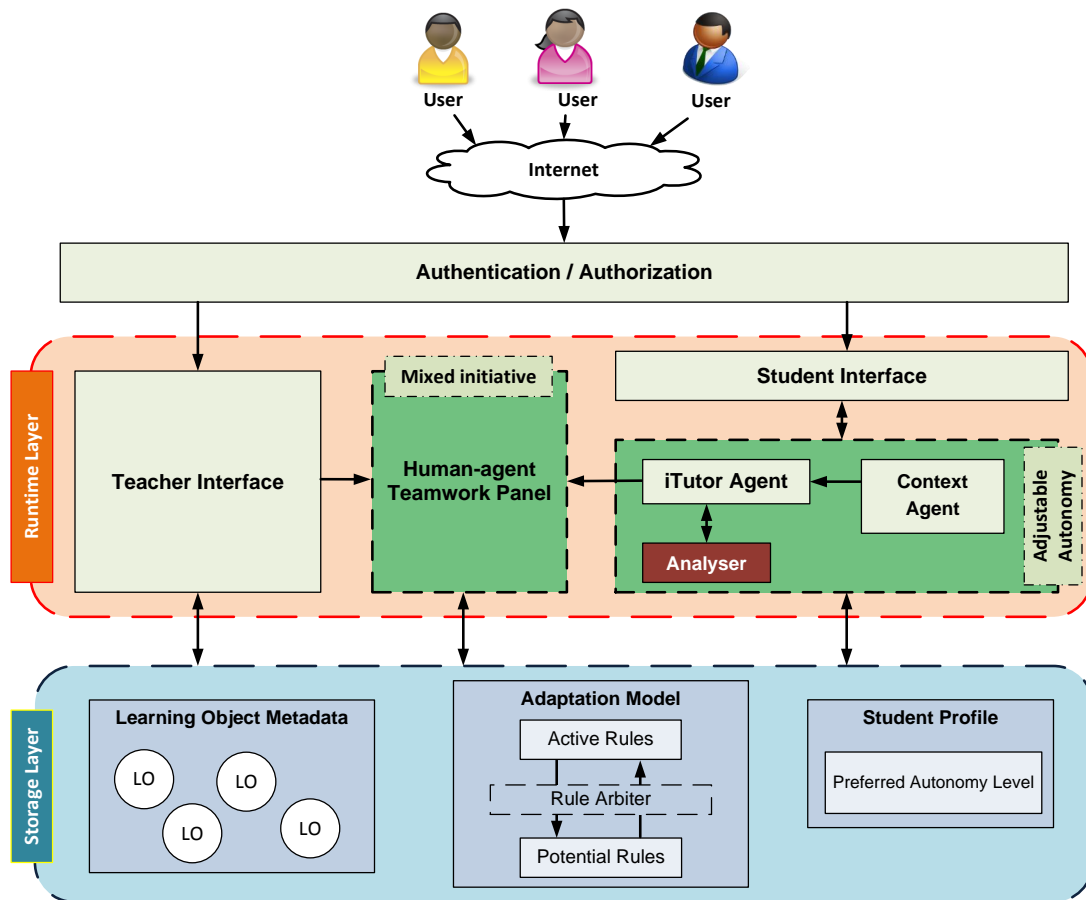 User
User
User
Internet
Authentication / Authorization
Runtime Layer
Teacher Interface
Mixed initiative
Human-agent
Teamwork Panel
Student Interface
iTutor Agent
Context
Agent
Analyser
Adjustable
Autonomy
Storage Layer
Learning Object Metadata
LO
LO
LO
LO
Adaptation Model
Active Rules
Rule Arbiter
Potential Rules
Student Profile
Preferred Autonomy Level